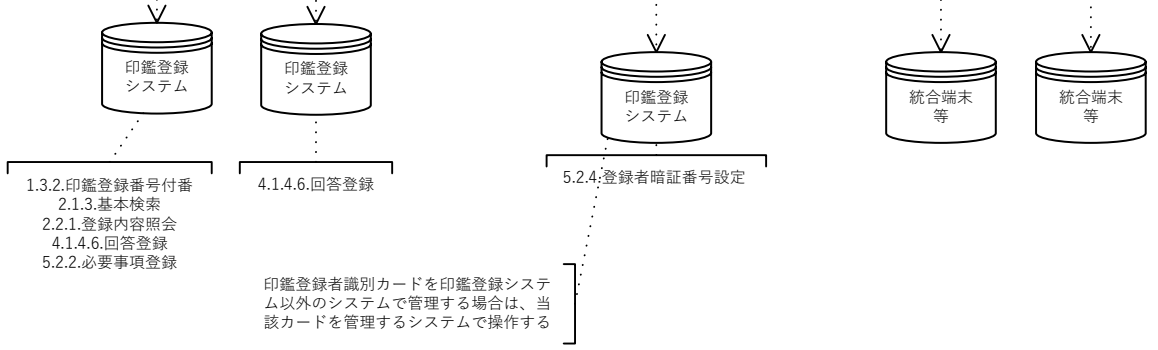 印鑑登録
システム
印鑑登録
システム
印鑑登録
システム
統合端末
等
統合端末
等
1.3.2.印鑑登録番号付番
2.1.3.基本検索
2.2.1.登録内容照会
4.1.4.6.回答登録
5.2.2.必要事項登録
4.1.4.6.回答登録
5.2.4.登録者暗証番号設定
印鑑登録者識別カードを印鑑登録システ
ム以外のシステムで管理する場合は、当
該カードを管理するシステムで操作する